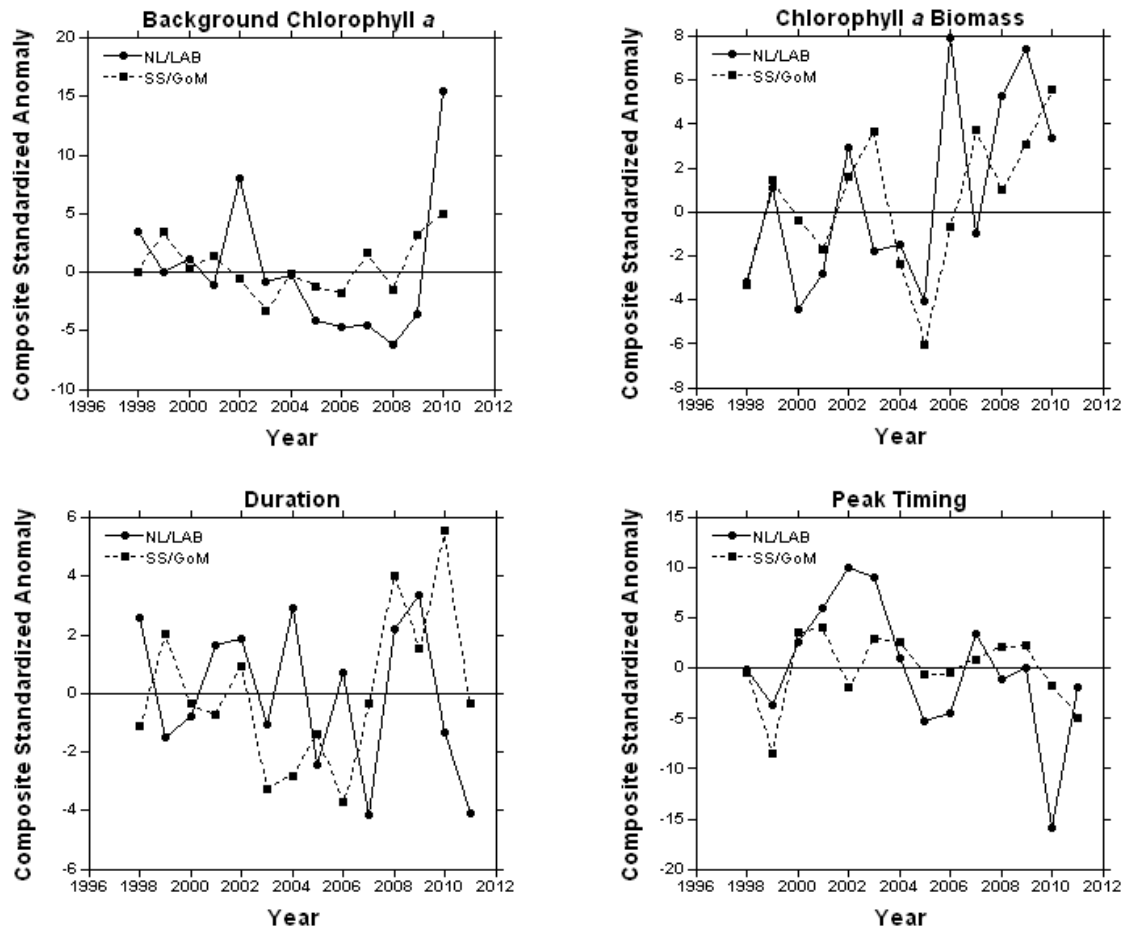 Background Chlorophyll a
Composite Standardized Anomaly
NL/LAB
SS/GoM
20
15
10
5
0
-5
-10
1996 1998 2000 2002 2004 2006 2008 2010 2012
Year
Chlorophyll a Biomass
Composite Standardized Anomaly
NL/LAB
SS/GoM
8
6
4
2
0
-2
-4
-6
-8
1996 1998 2000 2002 2004 2006 2008 2010 2012
Year
Duration
Composite Standardized Anomaly
NL/LAB
SS/GoM
6
4
2
0
-2
-4
-6
1996 1998 2000 2002 2004 2006 2008 2010 2012
Year
Peak Timing
Composite Standardized Anomaly
NL/LAB
SS/GoM
15
10
5
0
-5
-10
-15
-20
1996 1998 2000 2002 2004 2006 2008 2010 2012
Year